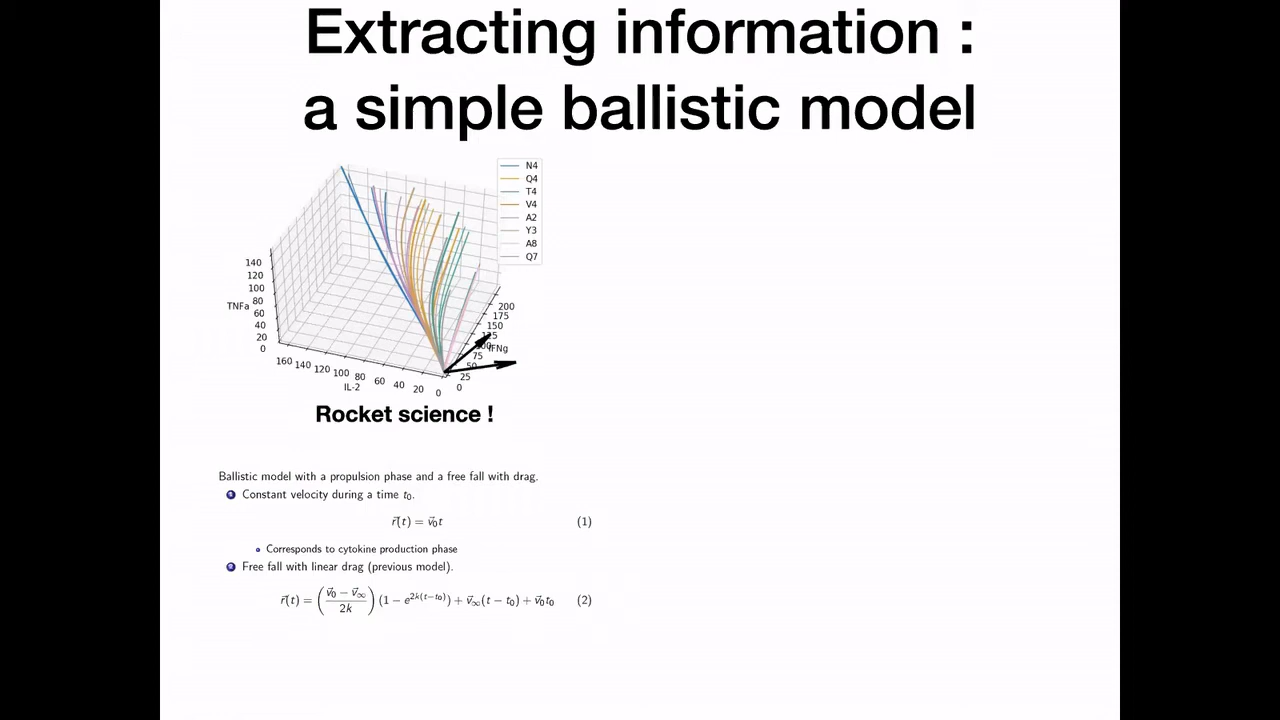 Extracting information :
a simple ballistic model
N4
Q4
T4
V4
A2
Y3
A8
Q7
140
120
100
TNFa 80
60
40
20
0
160 140 120 100 80 60 40 20 0
IL-2
200
175
150
125
100 IFNg
75
50
25
0
Rocket science !
Ballistic model with a propulsion phase and a free fall with drag.
1 Constant velocity during a time t₀.
r⃗(t) = v⃗₀t (1)
Corresponds to cytokine production phase
2 Free fall with linear drag (previous model).
r⃗(t) = ((v⃗₀ − v⃗∞)/2k) (1 − e^{2k(t−t₀)}) + v⃗∞(t − t₀) + v⃗₀t₀ (2)